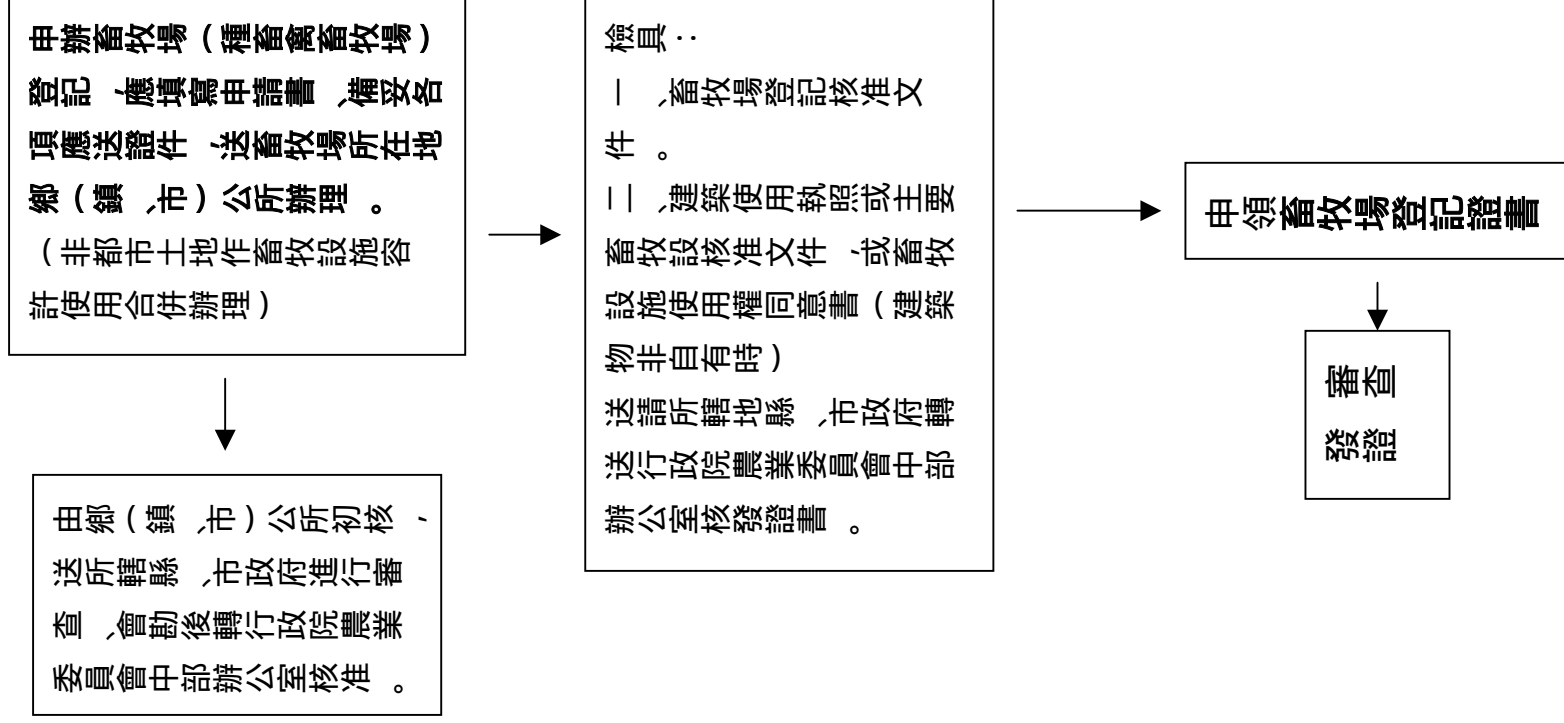 申辦畜牧場(種畜禽畜牧場)
登記,應填寫申請書、備妥各
項應送證件,送畜牧場所在地
鄉(鎮、市)公所辦理。
(非都市土地作畜牧設施容
許使用合併辦理)
由鄉(鎮、市)公所初核,
送所轄縣、市政府進行審
查、會勘後轉行政院農業
委員會中部辦公室核准。
檢具:
一、畜牧場登記核准文
件。
二、建築使用執照或主要
畜牧設核准文件,或畜牧
設施使用權同意書(建築
物非自有時)
送請所轄地縣、市政府轉
送行政院農業委員會中部
辦公室核發證書。
申領畜牧場登記證書
審查
發證